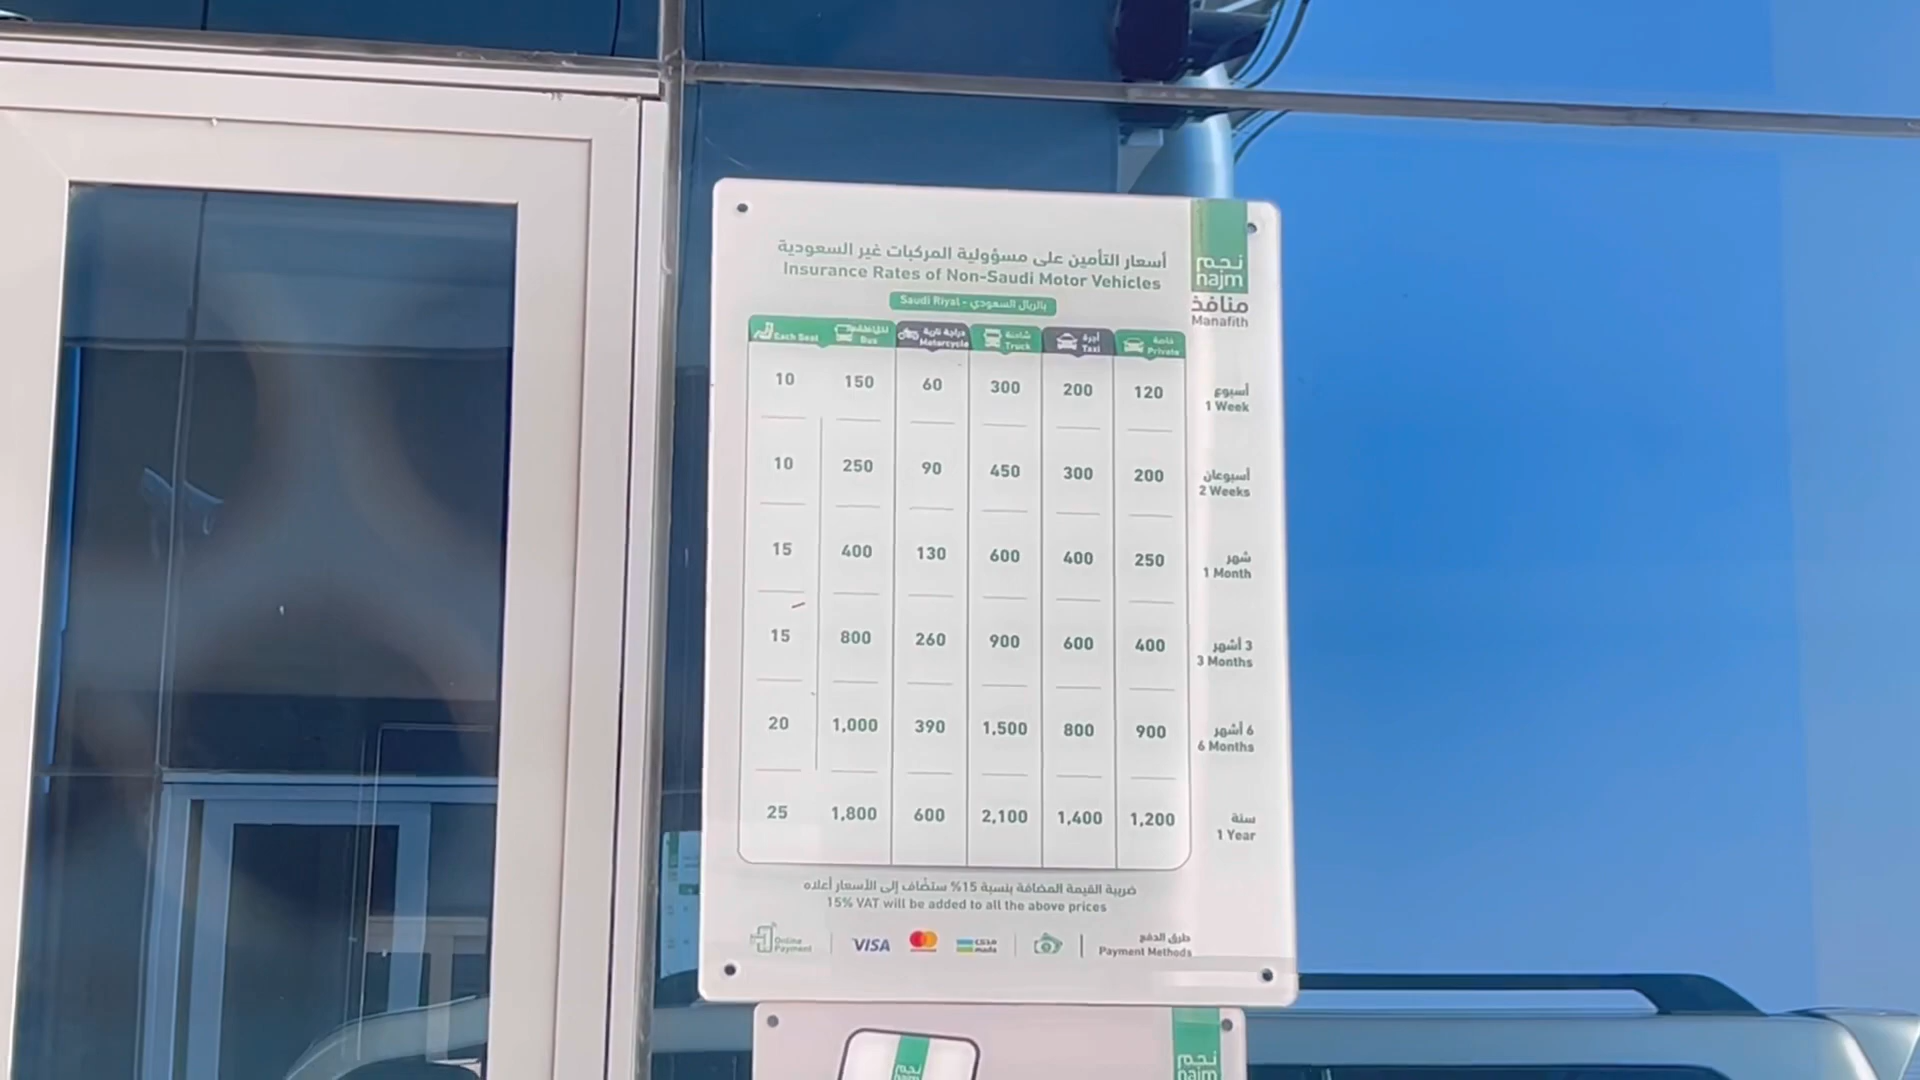 أسعار التأمين على مسؤولية المركبات غير السعودية
Insurance Rates of Non-Saudi Motor Vehicles
Saudi Riyal - بالريال السعودي
نجم
najm
منافذ
Manafith
Each Seat
Bus
دراجة نارية
Motorcycle
شاحنة
Truck
أجرة
Taxi
خاصة
Private
10 150 60 300 200 120 أسبوع
1 Week
10 250 90 450 300 200 أسبوعان
2 Weeks
15 400 130 600 400 250 شهر
1 Month
15 800 260 900 600 400 3 أشهر
3 Months
20 1,000 390 1,500 800 900 6 أشهر
6 Months
25 1,800 600 2,100 1,400 1,200 سنة
1 Year
ضريبة القيمة المضافة بنسبة 15% ستضاف إلى الأسعار أعلاه
15% VAT will be added to all the above prices
Online
Payment
VISA
مدى
mada
طرق الدفع
Payment Methods
نجم
najm
نجم
najm